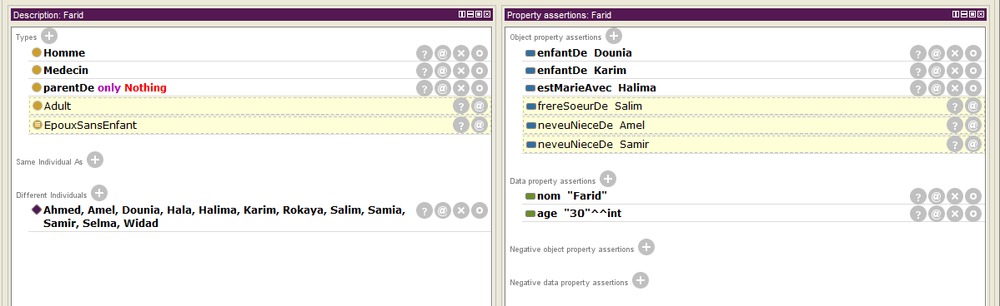 Description: Farid
Types
Homme
Medecin
parentDe only Nothing
Adult
EpouxSansEnfant
Same Individual As
Different Individuals
Ahmed, Amel, Dounia, Hala, Halima, Karim, Rokaya, Salim, Samia,
Samir, Selma, Widad
Property assertions: Farid
Object property assertions
enfantDe Dounia
enfantDe Karim
estMarieAvec Halima
frereSoeurDe Salim
neveuNieceDe Amel
neveuNieceDe Samir
Data property assertions
nom "Farid"
age "30"^^int
Negative object property assertions
Negative data property assertions